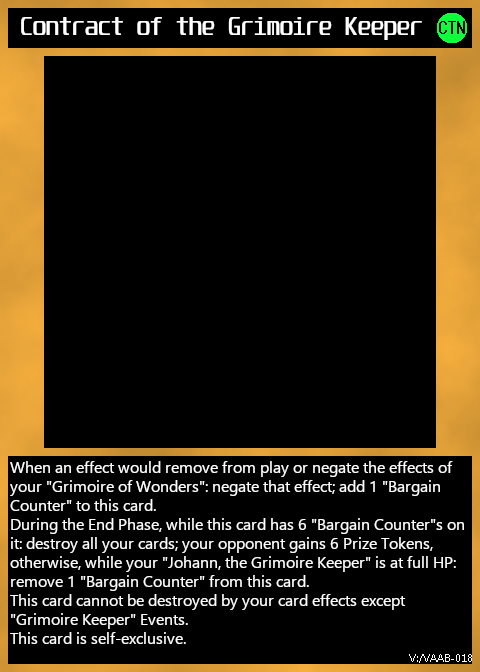 Contract of the Grimoire Keeper CTN
When an effect would remove from play or negate the effects of
your "Grimoire of Wonders": negate that effect; add 1 "Bargain
Counter" to this card.
During the End Phase, while this card has 6 "Bargain Counter"s on
it: destroy all your cards; your opponent gains 6 Prize Tokens,
otherwise, while your "Johann, the Grimoire Keeper" is at full HP:
remove 1 "Bargain Counter" from this card.
This card cannot be destroyed by your card effects except
"Grimoire Keeper" Events.
This card is self-exclusive.
V:/VAAB-018